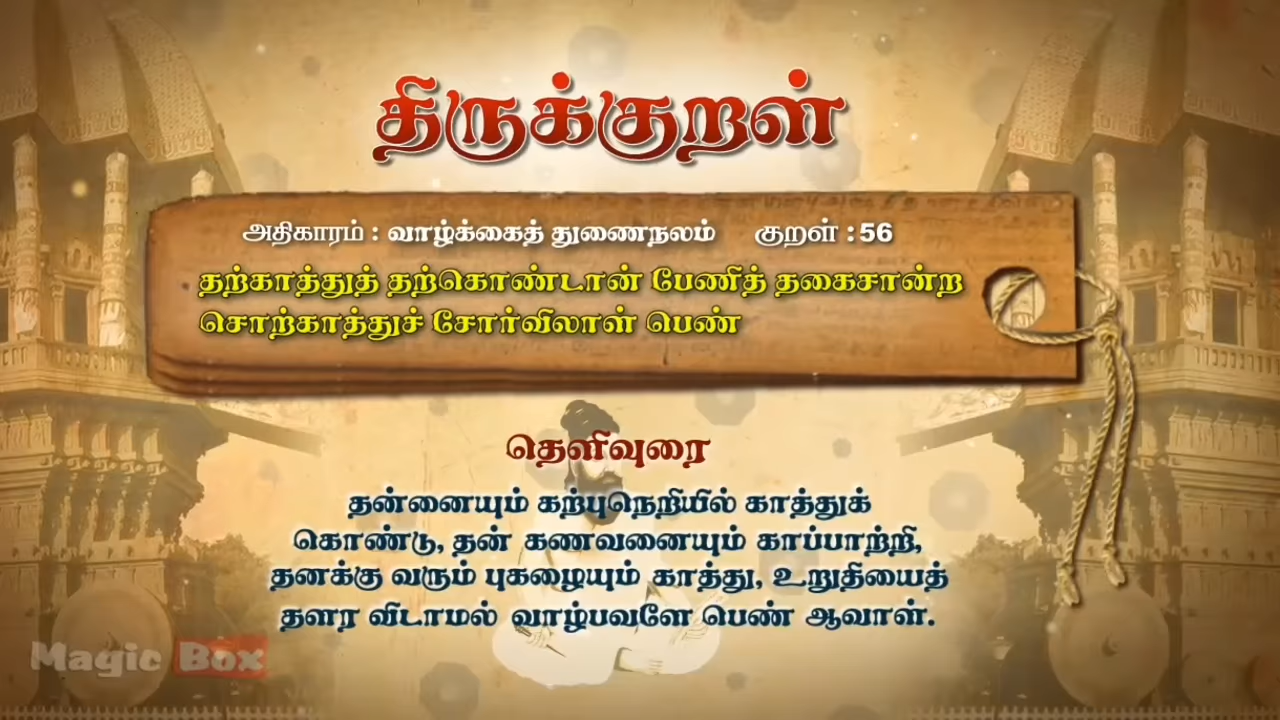 திருக்குறள்
அதிகாரம் : வாழ்க்கைத் துணைநலம் குறள் : 56
தற்காத்துத் தற்கொண்டான் பேணித் தகைசான்ற
சொற்காத்துச் சோர்விலாள் பெண்
தெளிவுரை
தன்னையும் கற்புநெறியில் காத்துக்
கொண்டு, தன் கணவனையும் காப்பாற்றி,
தனக்கு வரும் புகழையும் காத்து, உறுதியைத்
தளர விடாமல் வாழ்பவளே பெண் ஆவாள்.
Magic Box